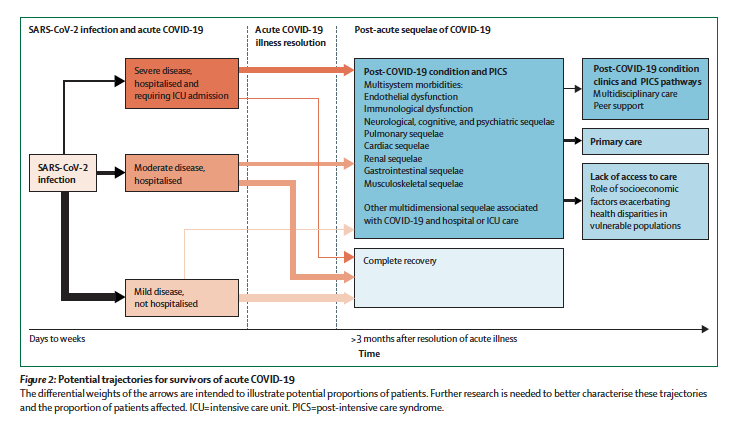 SARS-CoV-2 infection and acute COVID-19
Acute COVID-19
illness resolution
Post-acute sequelae of COVID-19
SARS-CoV-2
infection
Severe disease,
hospitalised and
requiring ICU admission
Moderate disease,
hospitalised
Mild disease,
not hospitalised
Post-COVID-19 condition and PICS
Multisystem morbidities:
Endothelial dysfunction
Immunological dysfunction
Neurological, cognitive, and psychiatric sequelae
Pulmonary sequelae
Cardiac sequelae
Renal sequelae
Gastrointestinal sequelae
Musculoskeletal sequelae
Other multidimensional sequelae associated
with COVID-19 and hospital or ICU care
Complete recovery
Post-COVID-19 condition
clinics and PICS pathways
Multidisciplinary care
Peer support
Primary care
Lack of access to care
Role of socioeconomic
factors exacerbating
health disparities in
vulnerable populations
Days to weeks
>3 months after resolution of acute illness
Time
Figure 2: Potential trajectories for survivors of acute COVID-19
The differential weights of the arrows are intended to illustrate potential proportions of patients. Further research is needed to better characterise these trajectories
and the proportion of patients affected. ICU=intensive care unit. PICS=post-intensive care syndrome.